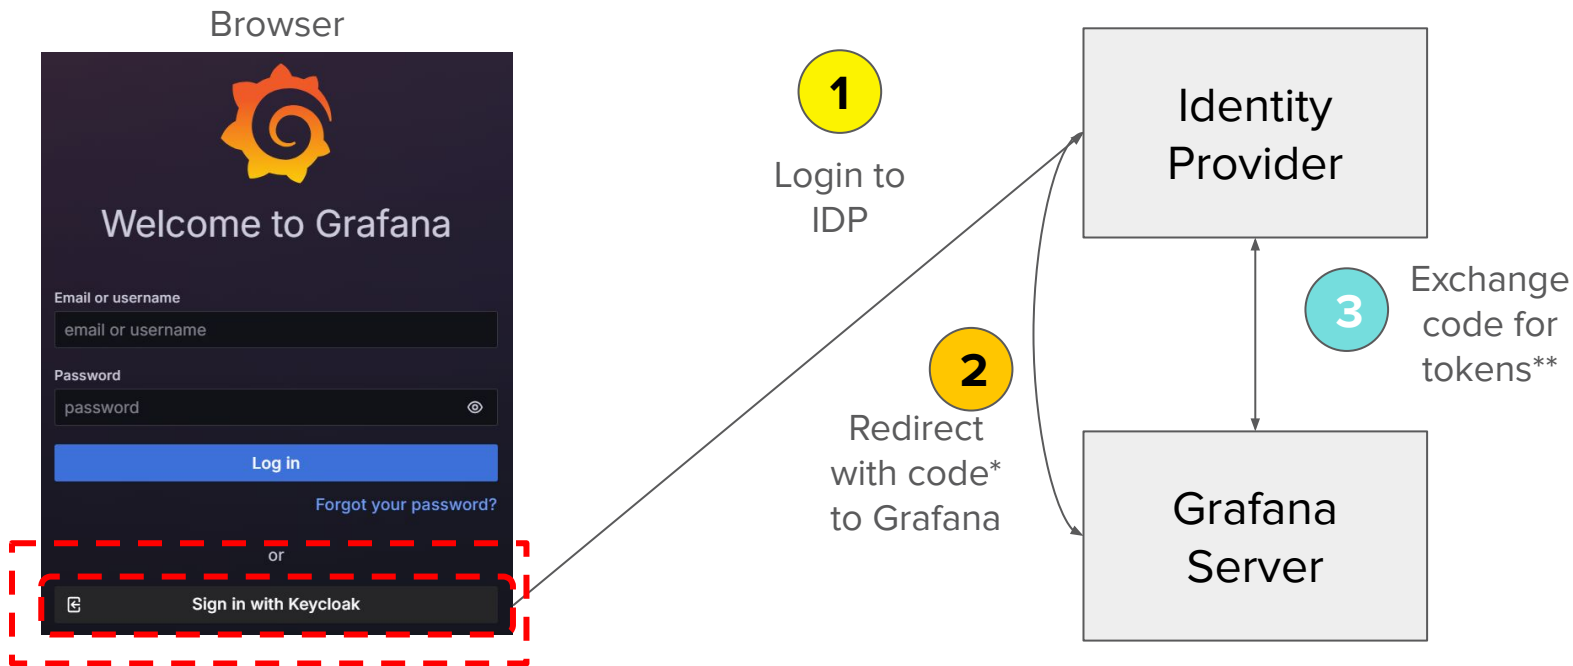 Browser
Welcome to Grafana
Email or username
email or username
Password
password
Log in
Forgot your password?
or
Sign in with Keycloak
1
Login to
IDP
2
Redirect
with code*
to Grafana
Identity
Provider
3
Exchange
code for
tokens**
Grafana
Server